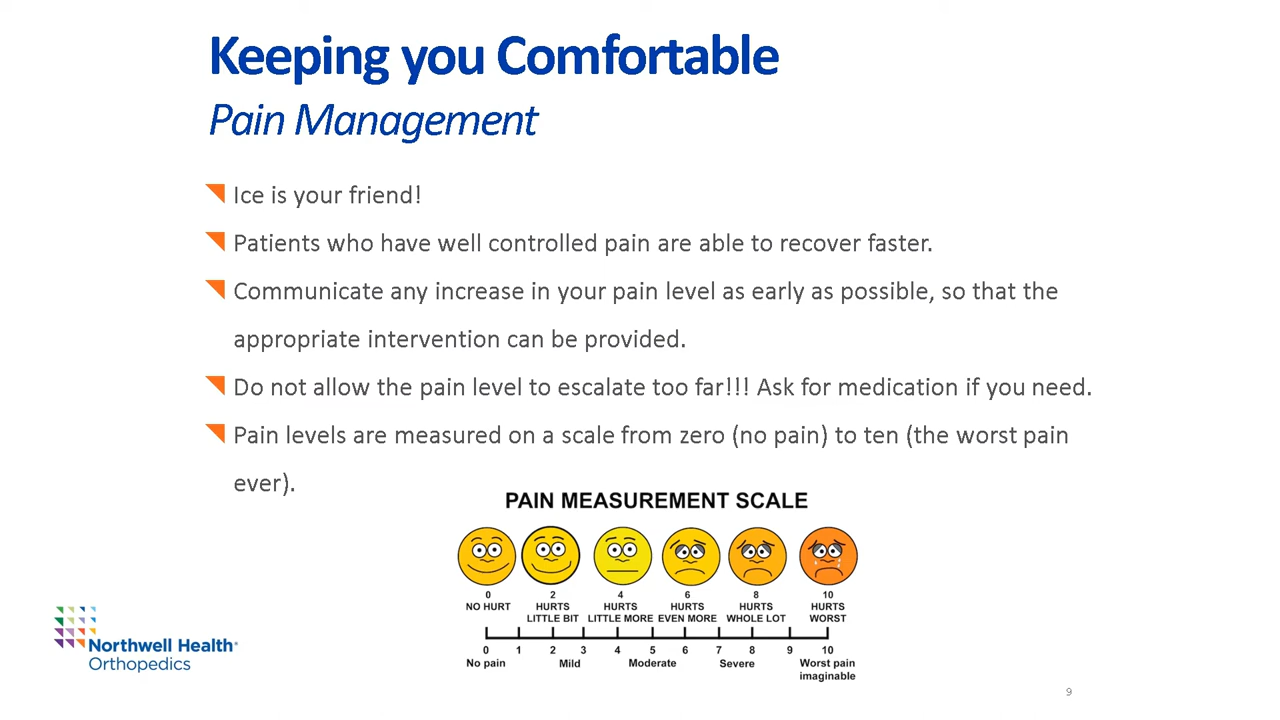 Keeping you Comfortable
Pain Management
Ice is your friend!
Patients who have well controlled pain are able to recover faster.
Communicate any increase in your pain level as early as possible, so that the
appropriate intervention can be provided.
Do not allow the pain level to escalate too far!!! Ask for medication if you need.
Pain levels are measured on a scale from zero (no pain) to ten (the worst pain
ever).
PAIN MEASUREMENT SCALE
0 2 4 6 8 10
NO HURT HURTS HURTS HURTS HURTS HURTS
LITTLE BIT LITTLE MORE EVEN MORE WHOLE LOT WORST
0 1 2 3 4 5 6 7 8 9 10
No pain Mild Moderate Severe Worst pain
imaginable
Northwell Health®
Orthopedics
9